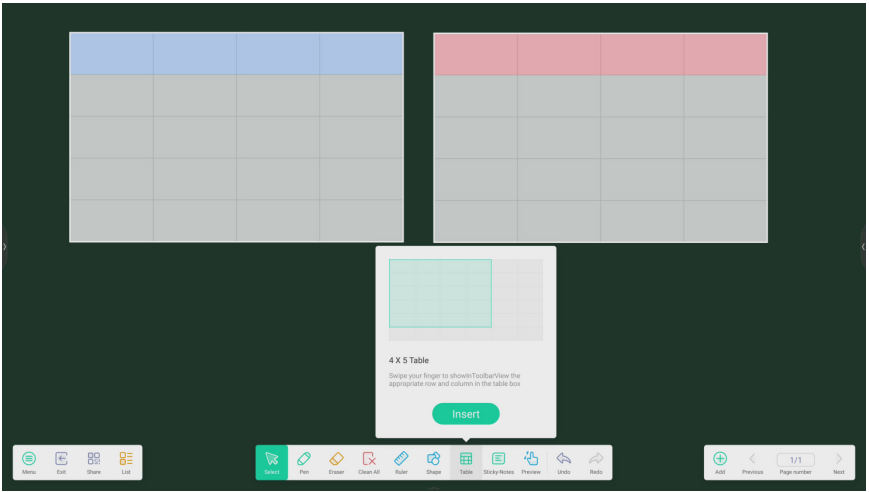 4 X 5 Table
Swipe your finger to showInToolbarView the
appropriate row and column in the table box
Insert
Menu Exit Share List
Select Pen Eraser Clean All Ruler Shape Table Sticky-Notes Preview Undo Redo
Add Previous 1/1 Page number Next